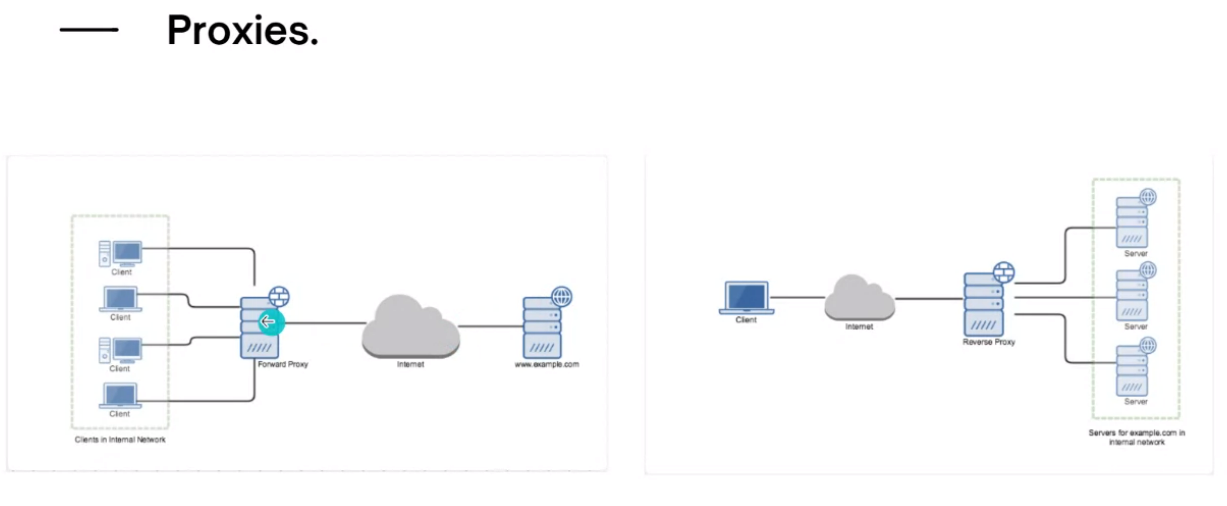 Proxies.
Client
Client
Client
Client
Clients in Internal Network
Forward Proxy
Internet
www.example.com
Client
Internet
Reverse Proxy
Server
Server
Server
Servers for example.com in
internal network